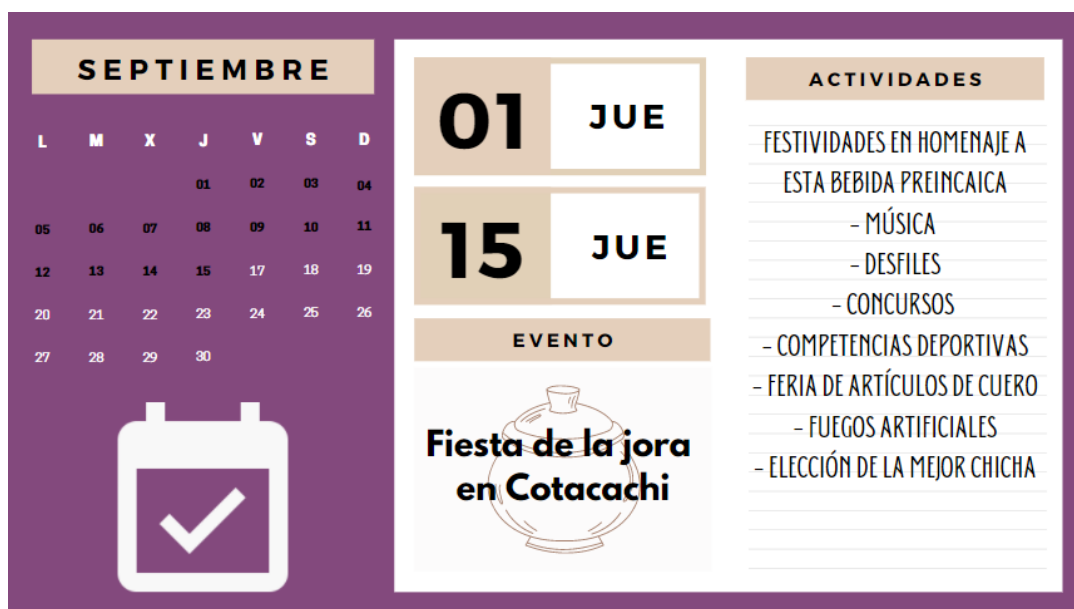 SEPTIEMBRE
L M X J V S D
01 02 03 04
05 06 07 08 09 10 11
12 13 14 15 17 18 19
20 21 22 23 24 25 26
27 28 29 30
01 JUE
15 JUE
EVENTO
Fiesta de la jora
en Cotacachi
ACTIVIDADES
FESTIVIDADES EN HOMENAJE A
ESTA BEBIDA PREINCAICA
- MÚSICA
- DESFILES
- CONCURSOS
- COMPETENCIAS DEPORTIVAS
- FERIA DE ARTÍCULOS DE CUERO
- FUEGOS ARTIFICIALES
- ELECCIÓN DE LA MEJOR CHICHA